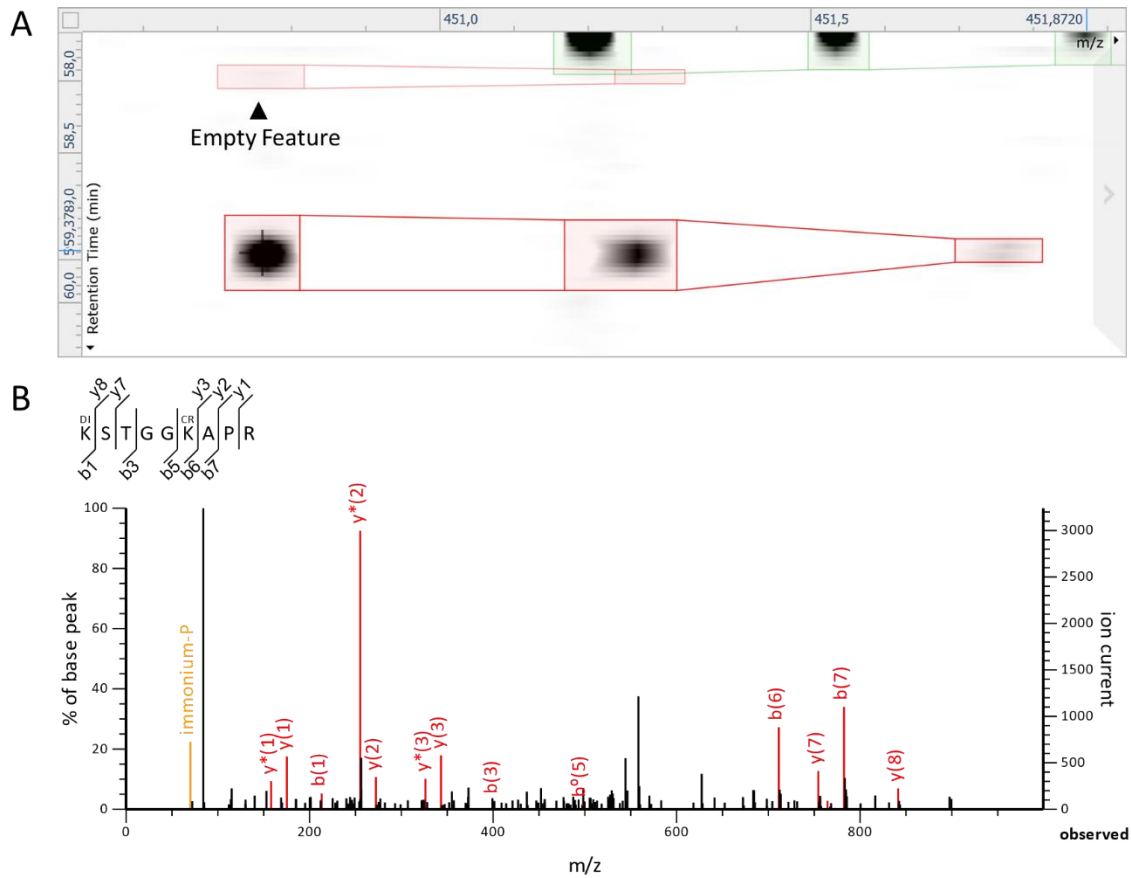 A
451,0
451,5
451,8720
m/z
58,0
58,5
559,3789,0
60,0
Retention Time (min)
Empty Feature
B
y8 y7 y3 y2 y1
DI CR
K S T G G K A P R
b1 b3 b5 b6 b7
100
80
60
40
20
0
% of base peak
immonium-P
y*(1)
y(1)
b(1)
y*(2)
y(2)
y*(3)
y(3)
b(3)
b°(5)
b(6)
y(7)
b(7)
y(8)
3000
2500
2000
1500
1000
500
0
ion current
0 200 400 600 800
observed
m/z